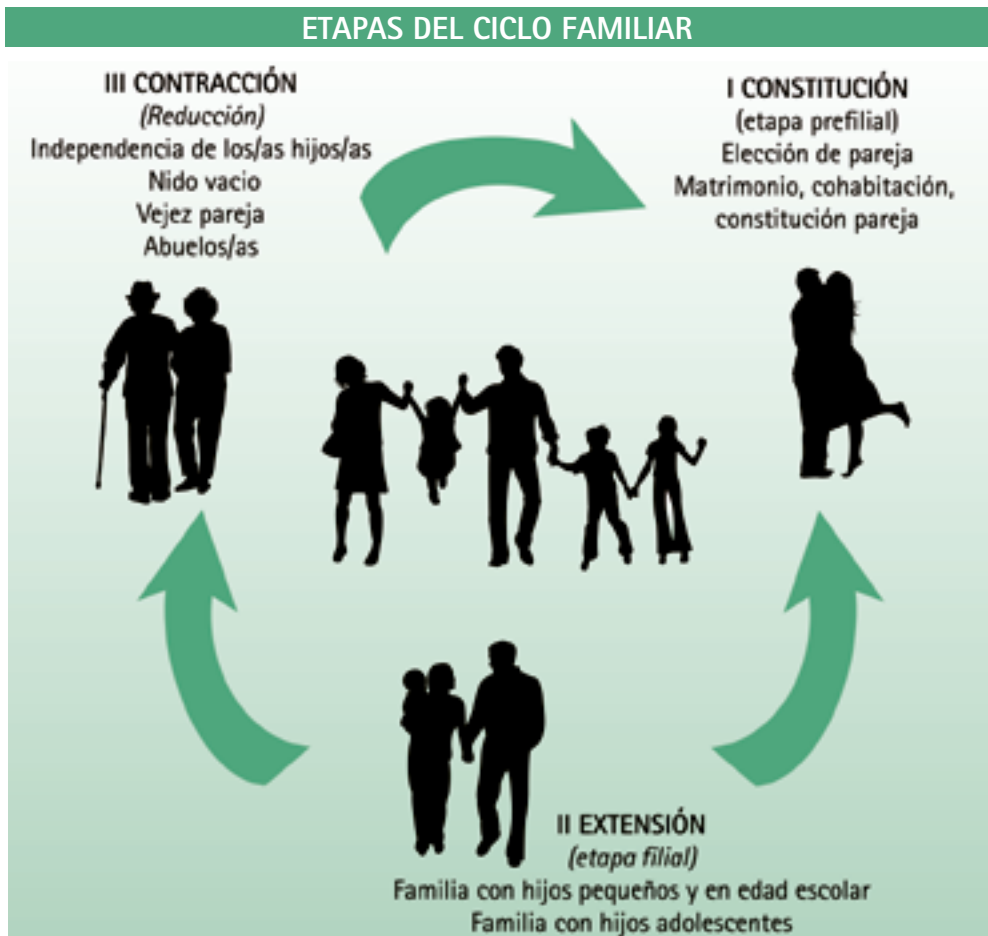 ETAPAS DEL CICLO FAMILIAR
III CONTRACCIÓN
(Reducción)
Independencia de los/as hijos/as
Nido vacio
Vejez pareja
Abuelos/as
I CONSTITUCIÓN
(etapa prefilial)
Elección de pareja
Matrimonio, cohabitación,
constitución pareja
II EXTENSIÓN
(etapa filial)
Familia con hijos pequeños y en edad escolar
Familia con hijos adolescentes